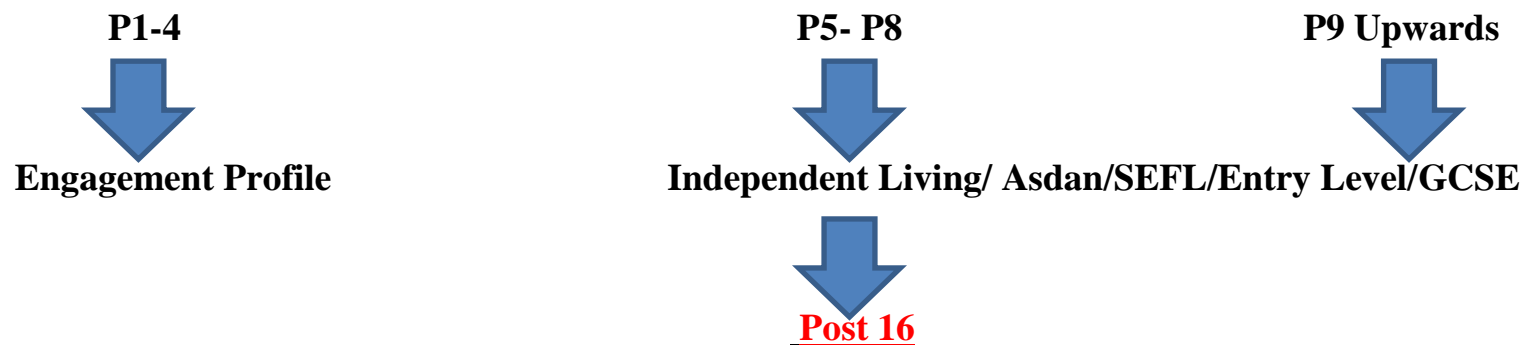 P1-4 P5- P8 P9 Upwards
Engagement Profile Independent Living/ Asdan/SEFL/Entry Level/GCSE
Post 16